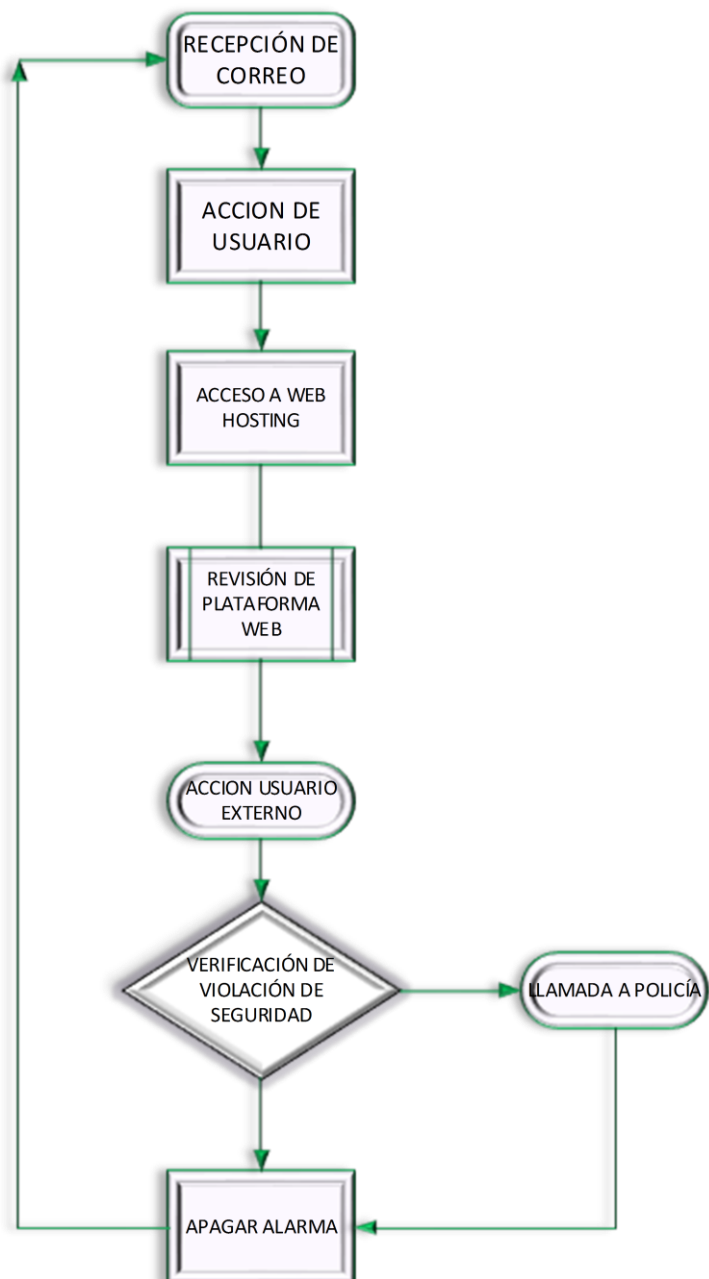 RECEPCIÓN DE
CORREO
ACCION DE
USUARIO
ACCESO A WEB
HOSTING
REVISIÓN DE
PLATAFORMA
WEB
ACCION USUARIO
EXTERNO
VERIFICACIÓN DE
VIOLACIÓN DE
SEGURIDAD
LLAMADA A POLICÍA
APAGAR ALARMA